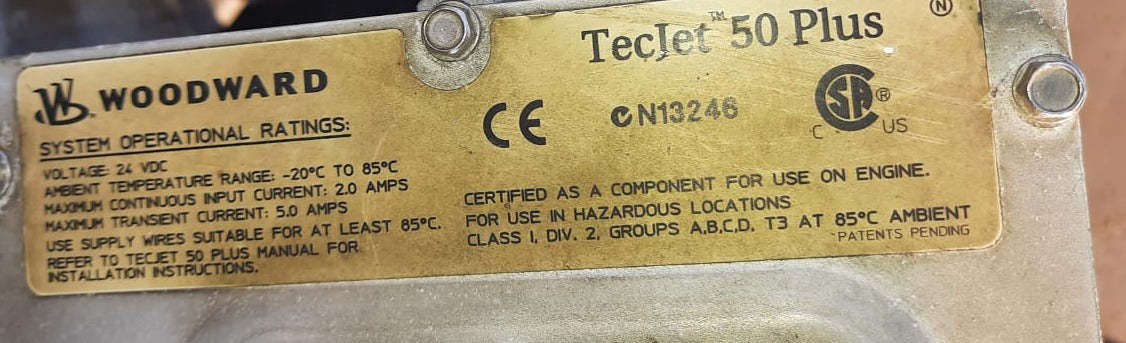 TecJet™ 50 Plus
N
WOODWARD
SYSTEM OPERATIONAL RATINGS:
VOLTAGE: 24 VDC
AMBIENT TEMPERATURE RANGE: -20°C TO 85°C
MAXIMUM CONTINUOUS INPUT CURRENT: 2.0 AMPS
MAXIMUM TRANSIENT CURRENT: 5.0 AMPS
USE SUPPLY WIRES SUITABLE FOR AT LEAST 85°C.
REFER TO TECJET 50 PLUS MANUAL FOR
INSTALLATION INSTRUCTIONS.
CE
N13246
CSA®
C US
CERTIFIED AS A COMPONENT FOR USE ON ENGINE.
FOR USE IN HAZARDOUS LOCATIONS
CLASS I, DIV. 2, GROUPS A,B,C,D, T3 AT 85°C AMBIENT
PATENTS PENDING